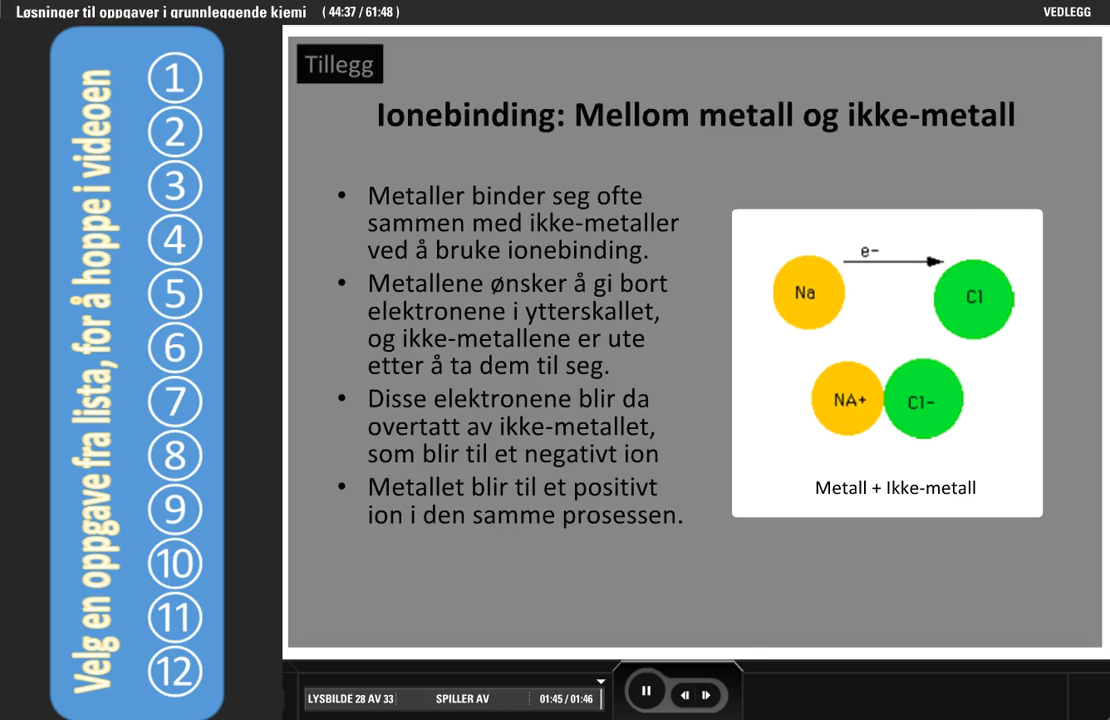 Løsninger til oppgaver i grunnleggende kjemi ( 44:37 / 61:48 )
VEDLEGG
Velg en oppgave fra lista, for å hoppe i videoen
1
2
3
4
5
6
7
8
9
10
11
12
Tillegg
Ionebinding: Mellom metall og ikke-metall
• Metaller binder seg ofte
sammen med ikke-metaller
ved å bruke ionebinding.
• Metallene ønsker å gi bort
elektronene i ytterskallet,
og ikke-metallene er ute
etter å ta dem til seg.
• Disse elektronene blir da
overtatt av ikke-metallet,
som blir til et negativt ion
• Metallet blir til et positivt
ion i den samme prosessen.
e-
Na
Cl
NA+
Cl-
Metall + Ikke-metall
LYSBILDE 28 AV 33
SPILLER AV
01:45 / 01:46